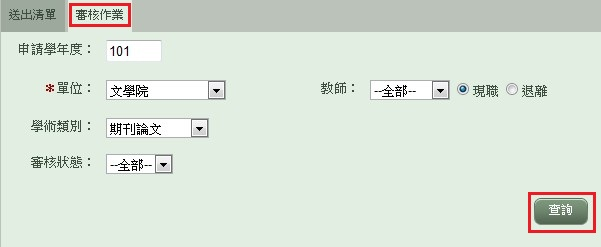 送出清單 審核作業
申請學年度： 101
*單位： 文學院 教師： --全部-- 現職 退離
學術類別： 期刊論文
審核狀態： --全部--
查詢